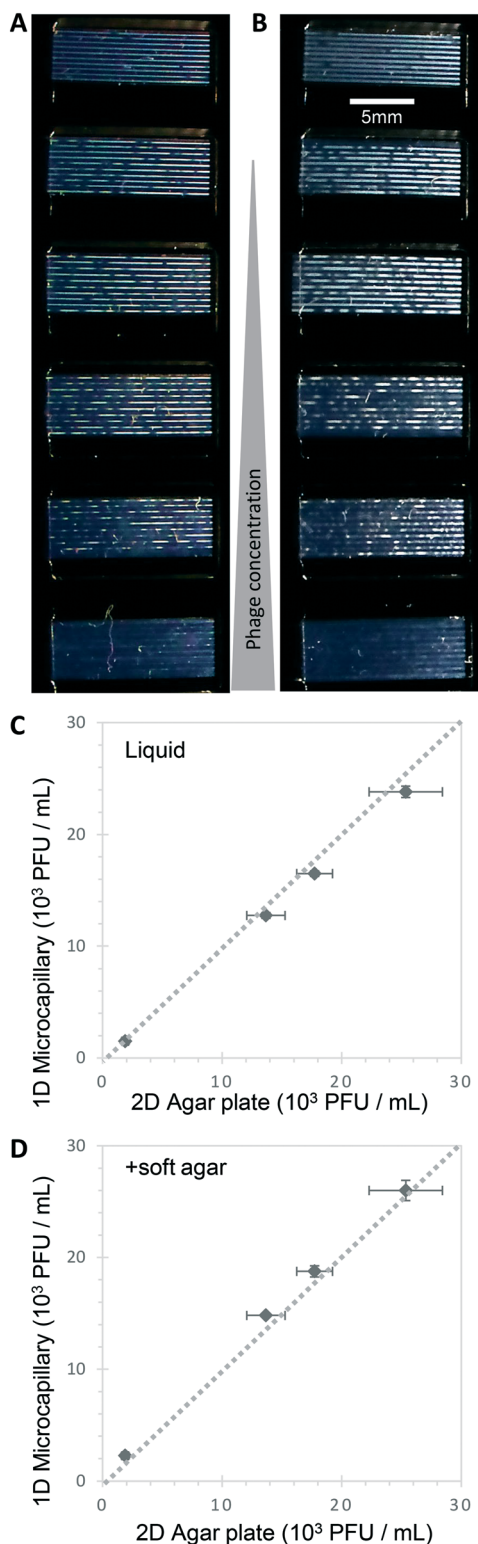 A
B
5mm
Phage concentration
C
Liquid
30
20
10
0
0
10
20
30
1D Microcapillary (10³ PFU / mL)
2D Agar plate (10³ PFU / mL)
D
+soft agar
30
20
10
0
0
10
20
30
1D Microcapillary (10³ PFU / mL)
2D Agar plate (10³ PFU / mL)